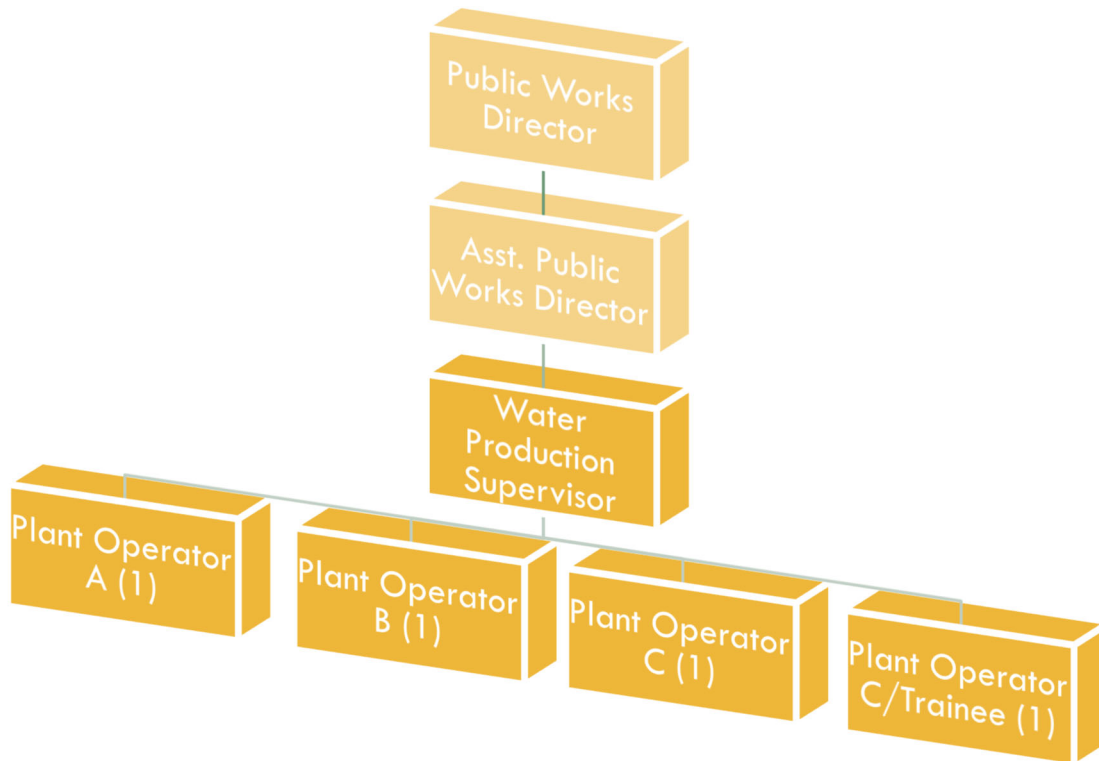 Public Works
Director
Asst. Public
Works Director
Water
Production
Supervisor
Plant Operator
A (1)
Plant Operator
B (1)
Plant Operator
C (1)
Plant Operator
C/Trainee (1)